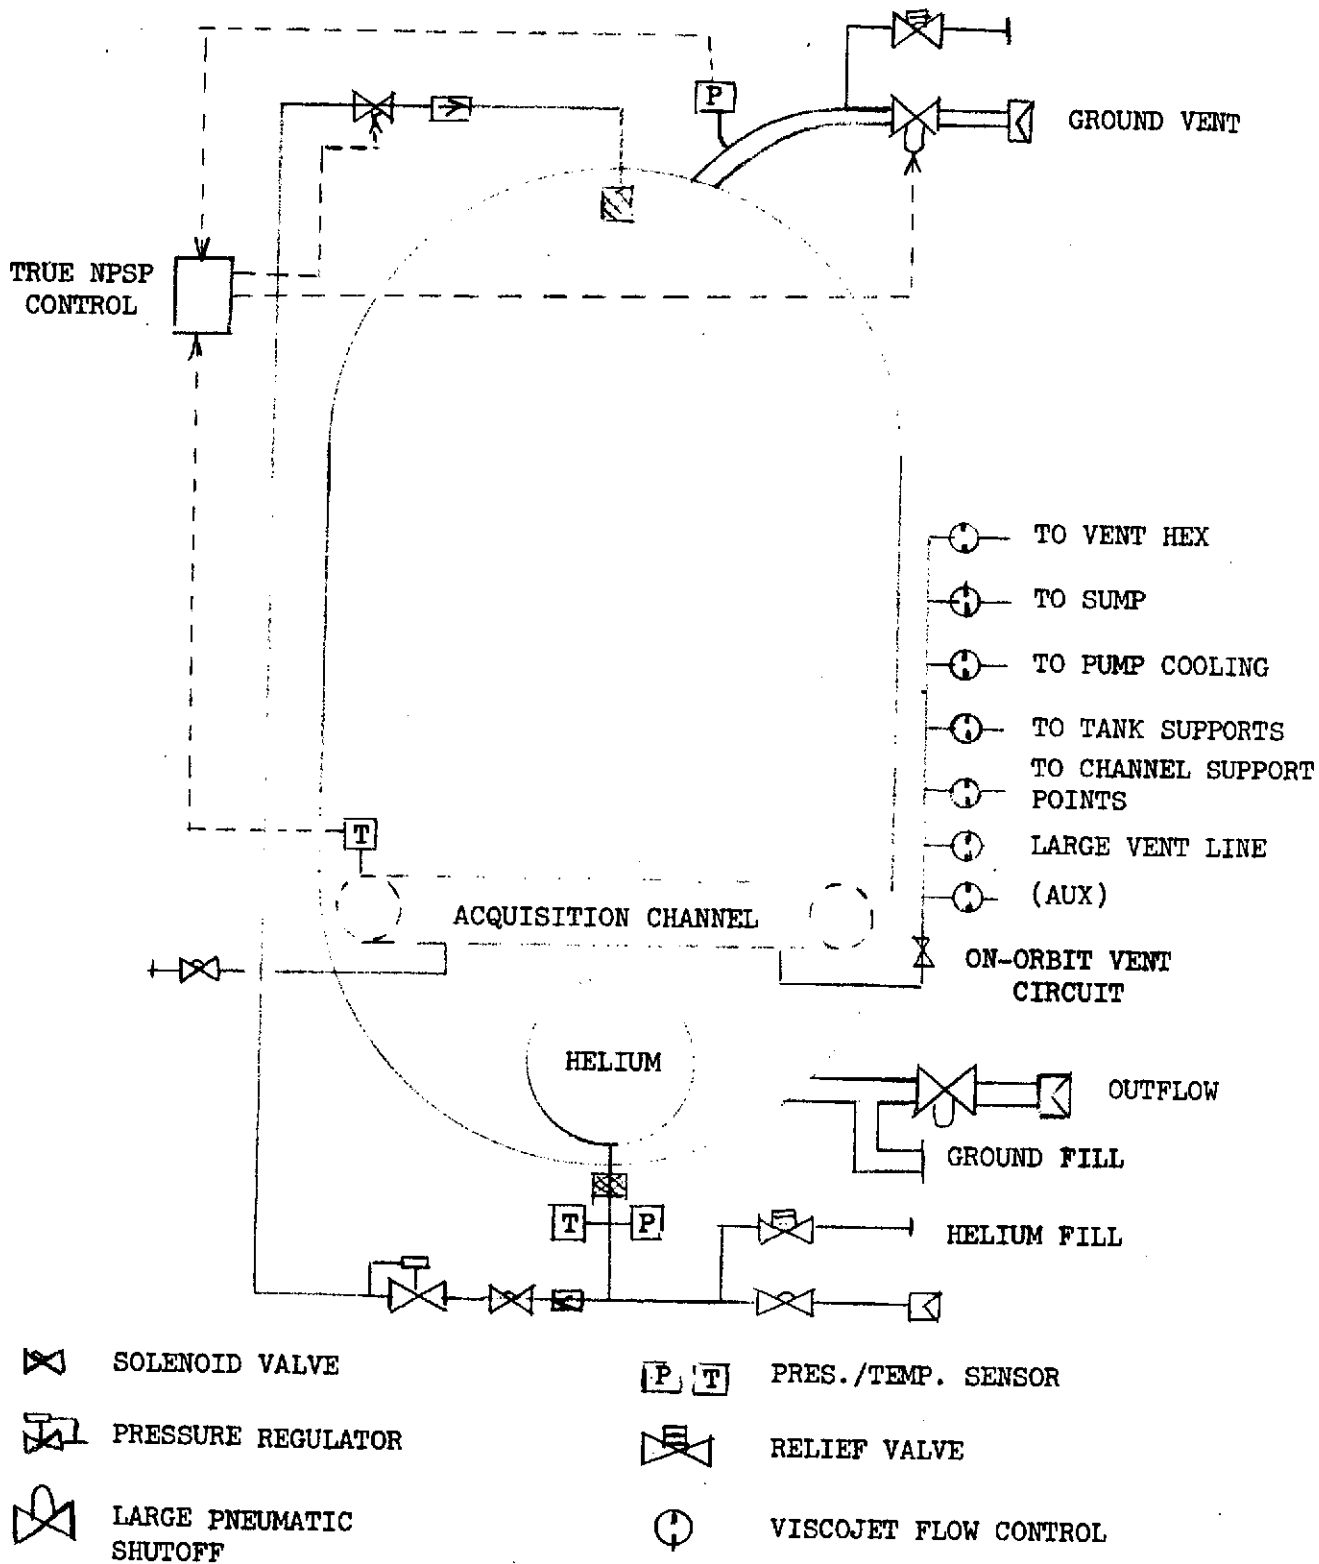 P
GROUND VENT
TRUE NPSP
CONTROL
TO VENT HEX
TO SUMP
TO PUMP COOLING
TO TANK SUPPORTS
TO CHANNEL SUPPORT
POINTS
T
LARGE VENT LINE
(AUX)
ACQUISITION CHANNEL
ON-ORBIT VENT
CIRCUIT
HELIUM
OUTFLOW
GROUND FILL
T P
HELIUM FILL
SOLENOID VALVE
P T PRES./TEMP. SENSOR
PRESSURE REGULATOR
RELIEF VALVE
LARGE PNEUMATIC
SHUTOFF
VISCOJET FLOW CONTROL